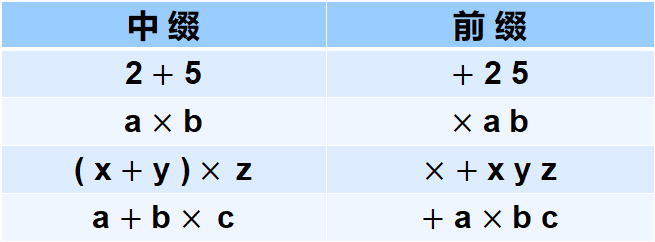 中缀 前缀
2 + 5 + 2 5
a × b × a b
( x + y ) × z × + x y z
a + b × c + a × b c